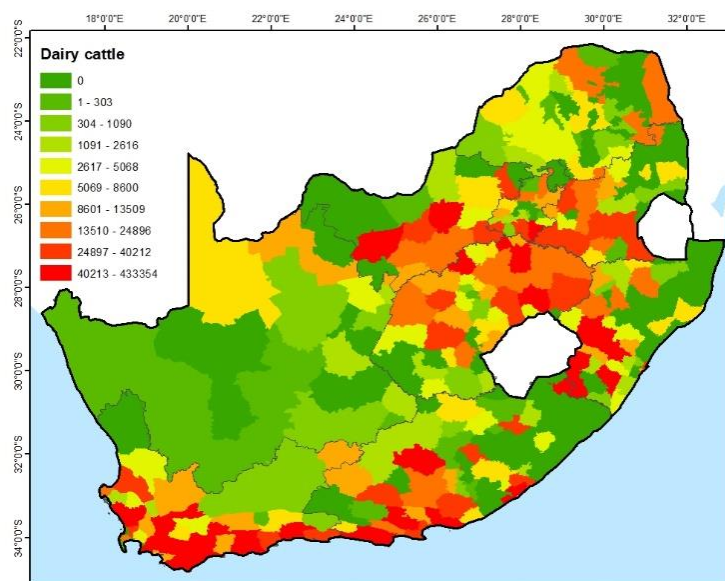 18°0'0"E 20°0'0"E 22°0'0"E 24°0'0"E 26°0'0"E 28°0'0"E 30°0'0"E 32°0'0"E
Dairy cattle
0
1 - 303
304 - 1090
1091 - 2616
2617 - 5068
5069 - 8600
8601 - 13509
13510 - 24896
24897 - 40212
40213 - 433354
22°0'0"S
24°0'0"S
26°0'0"S
28°0'0"S
30°0'0"S
32°0'0"S
34°0'0"S